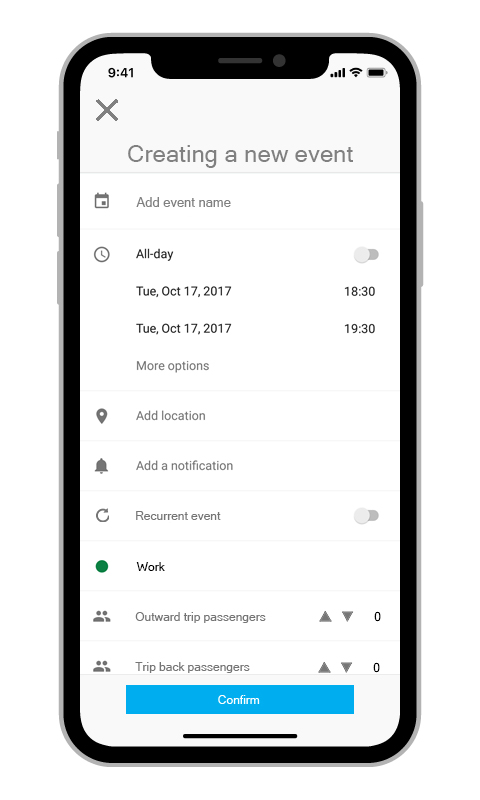 9:41
Creating a new event
Add event name
All-day
Tue, Oct 17, 2017 18:30
Tue, Oct 17, 2017 19:30
More options
Add location
Add a notification
Recurrent event
Work
Outward trip passengers 0
Trip back passengers 0
Confirm